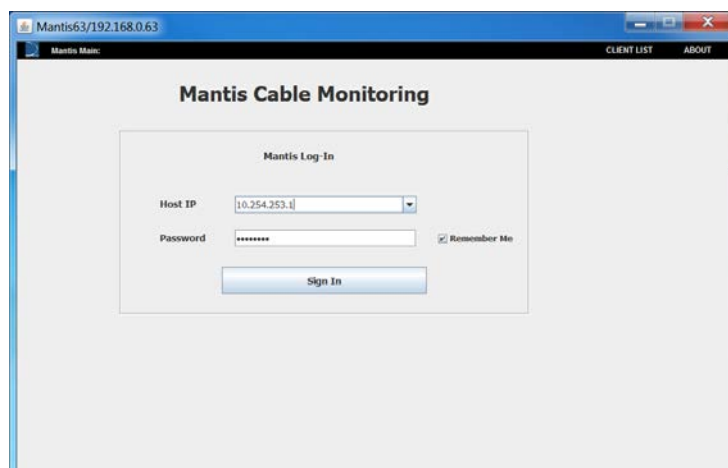 Mantis63/192.168.0.63
Mantis Main: CLIENT LIST ABOUT
Mantis Cable Monitoring
Mantis Log-In
Host IP 10.254.253.1
Password •••••••• Remember Me
Sign In